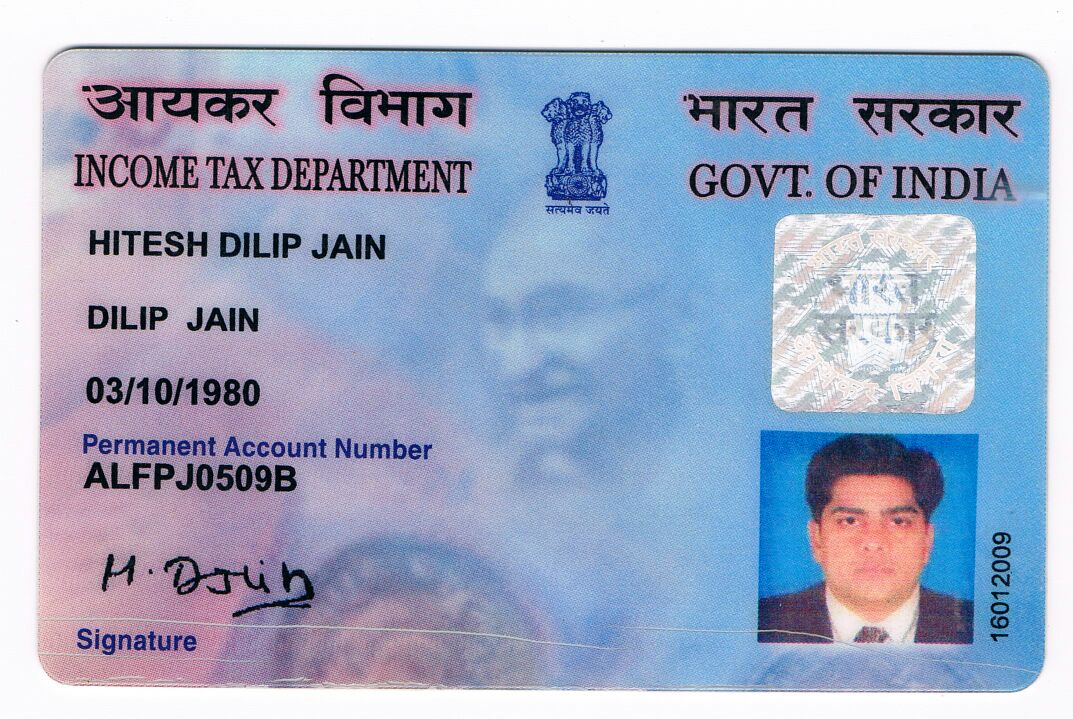 आयकर विभाग
INCOME TAX DEPARTMENT
सत्यमेव जयते
भारत सरकार
GOVT. OF INDIA
HITESH DILIP JAIN
DILIP JAIN
03/10/1980
Permanent Account Number
ALFPJ0509B
Signature
भारत
सरकार
16012009